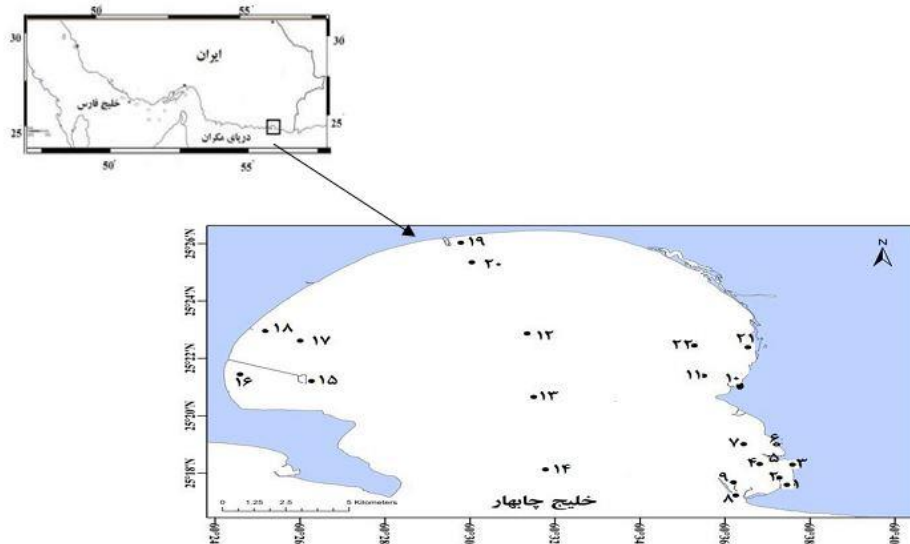 50° 55°
30 30
ایران
خلیج فارس
25 25
دریای مکران
50° 55°
25°26'N
۱۹
N
۲۰
25°24'N
۱۸ ۱۷ ۱۲ ۲۲ ۲۱
25°22'N
۱۶ ۱۵ ۱۱ ۱۰
25°20'N
۱۳
۷ ۶
25°18'N
۱۴ ۴ ۵ ۳
۹ ۲ ۱
۸
خلیج چابهار
0 1.25 2.5 5 Kilometers